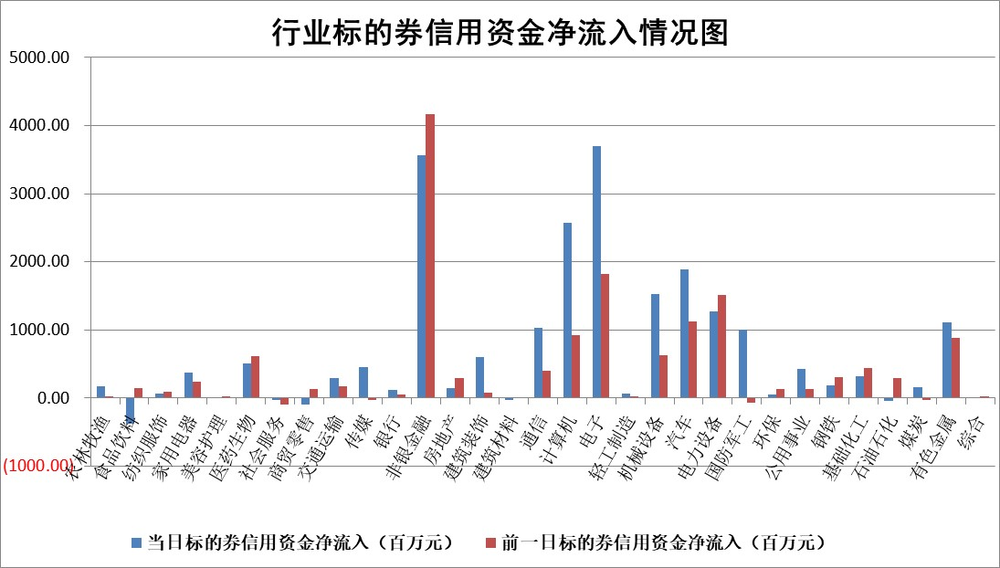 行业标的券信用资金净流入情况图
5000.00
4000.00
3000.00
2000.00
1000.00
0.00
(1000.00)
农林牧渔
食品饮料
纺织服饰
家用电器
美容护理
医药生物
社会服务
商贸零售
交通运输
传媒
银行
非银金融
房地产
建筑装饰
建筑材料
通信
计算机
电子
轻工制造
机械设备
汽车
电力设备
国防军工
环保
公用事业
钢铁
基础化工
石油石化
煤炭
有色金属
综合
当日标的券信用资金净流入（百万元）
前一日标的券信用资金净流入（百万元）